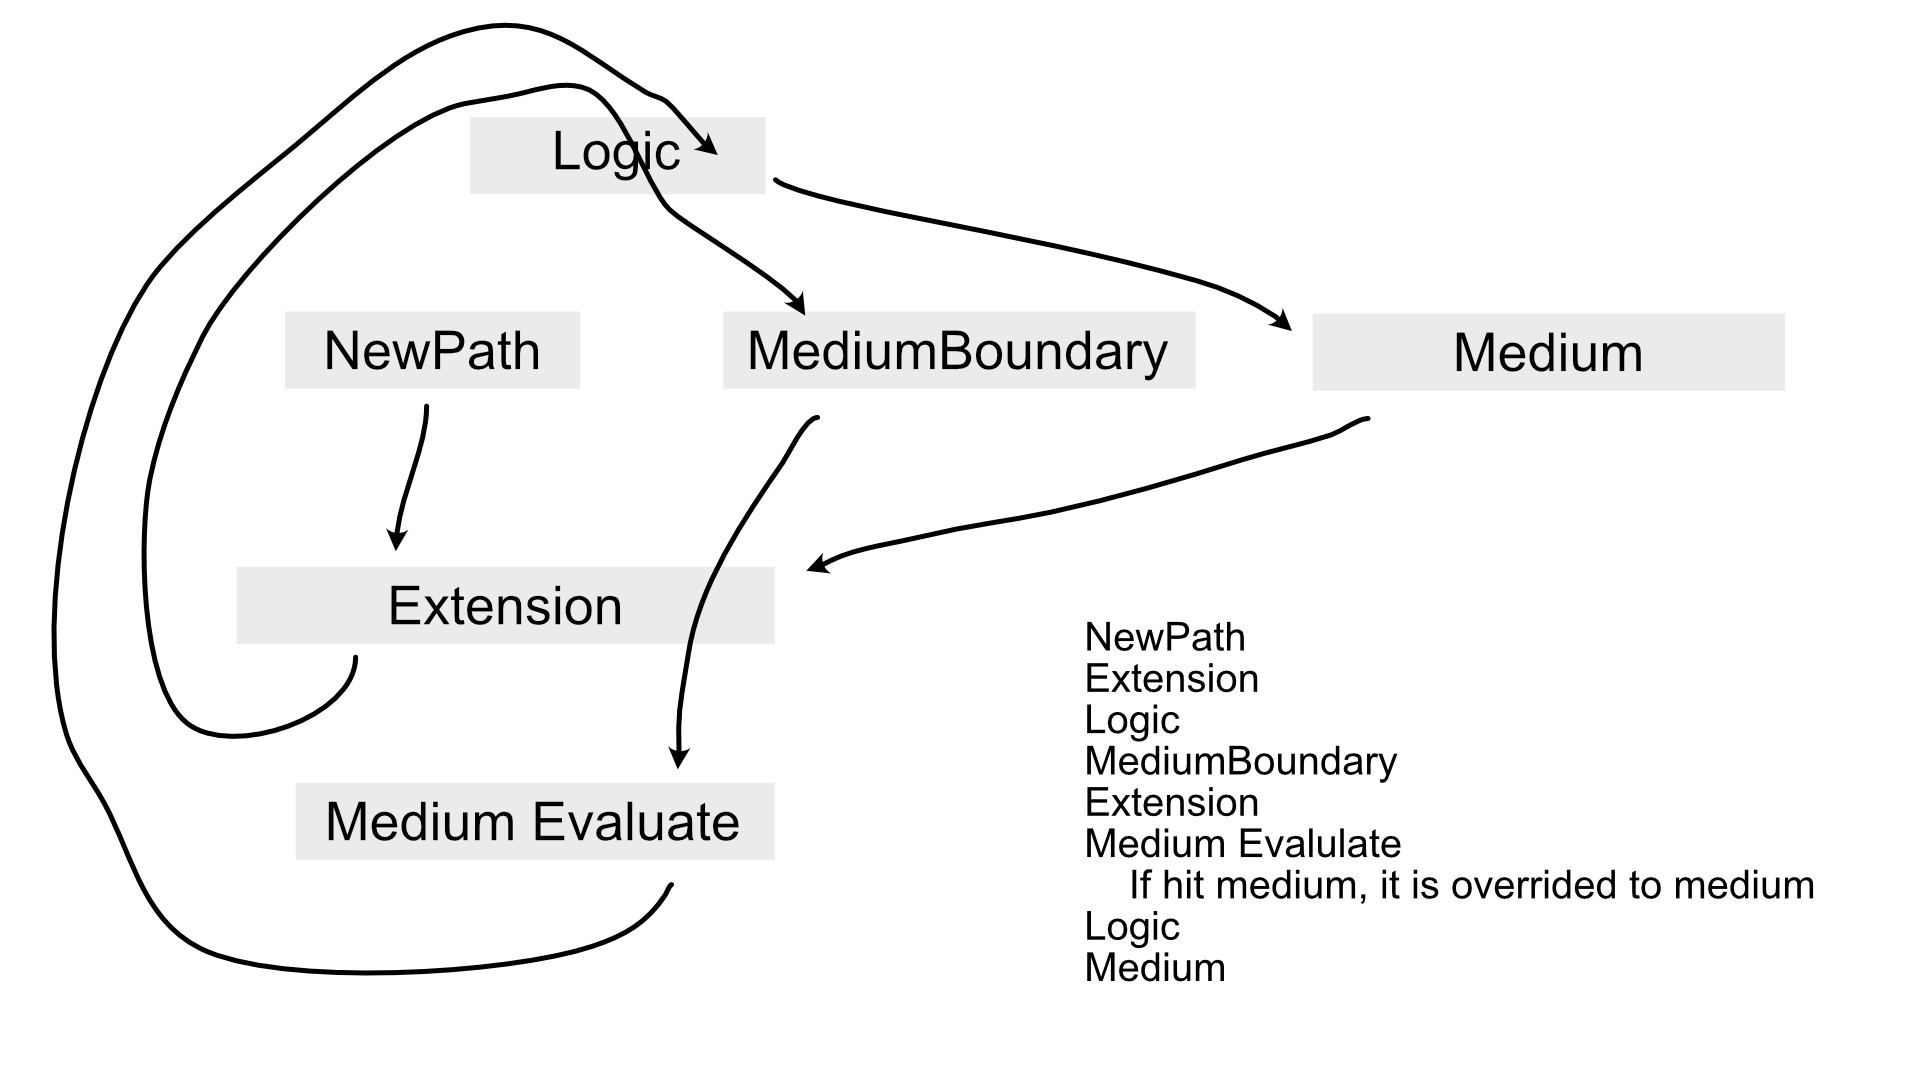 Logic
NewPath
MediumBoundary
Medium
Extension
Medium Evaluate
NewPath
Extension
Logic
MediumBoundary
Extension
Medium Evalulate
If hit medium, it is overrided to medium
Logic
Medium